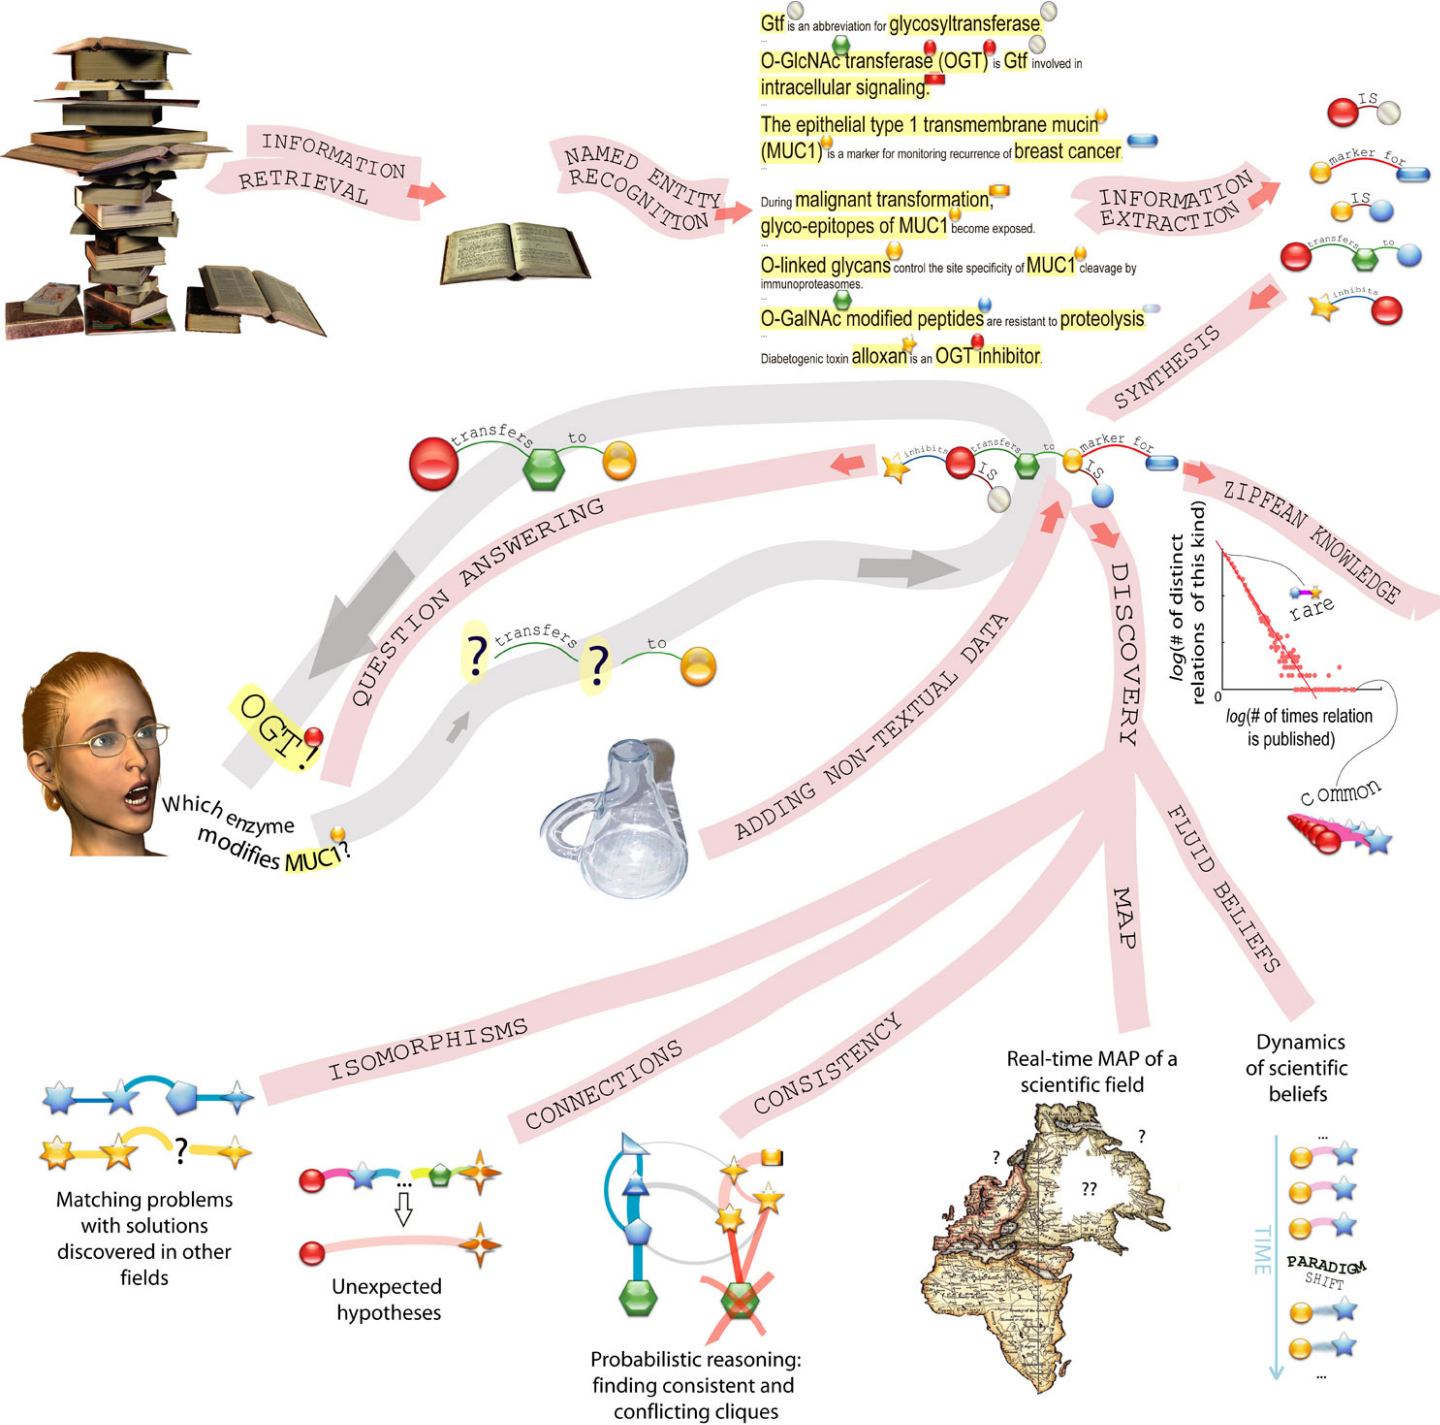 INFORMATION
RETRIEVAL
NAMED ENTITY
RECOGNITION
Gtf is an abbreviation for glycosyltransferase.
...
O-GlcNAc transferase (OGT) is Gtf involved in
intracellular signaling.
...
The epithelial type 1 transmembrane mucin
(MUC1) is a marker for monitoring recurrence of breast cancer.
...
During malignant transformation,
glyco-epitopes of MUC1 become exposed.
...
O-linked glycans control the site specificity of MUC1 cleavage by
immunoproteasomes.
...
O-GalNAc modified peptides are resistant to proteolysis.
...
Diabetogenic toxin alloxan is an OGT inhibitor.
INFORMATION
EXTRACTION
IS
marker for
IS
transfers to
inhibits
SYNTHESIS
transfers to
inhibits transfers to marker for
IS IS
QUESTION ANSWERING
? transfers ? to
OGT!
Which enzyme
modifies MUC1?
ADDING NON-TEXTUAL DATA
ZIPFEAN KNOWLEDGE
log(# of distinct
relations of this kind)
rare
0
log(# of times relation
is published)
common
DISCOVERY
ISOMORPHISMS
CONNECTIONS
CONSISTENCY
MAP
FLUID BELIEFS
?
Matching problems
with solutions
discovered in other
fields
...
Unexpected
hypotheses
Probabilistic reasoning:
finding consistent and
conflicting cliques
Real-time MAP of a
scientific field
?
?
??
Dynamics
of scientific
beliefs
...
TIME
PARADIGM
SHIFT
...